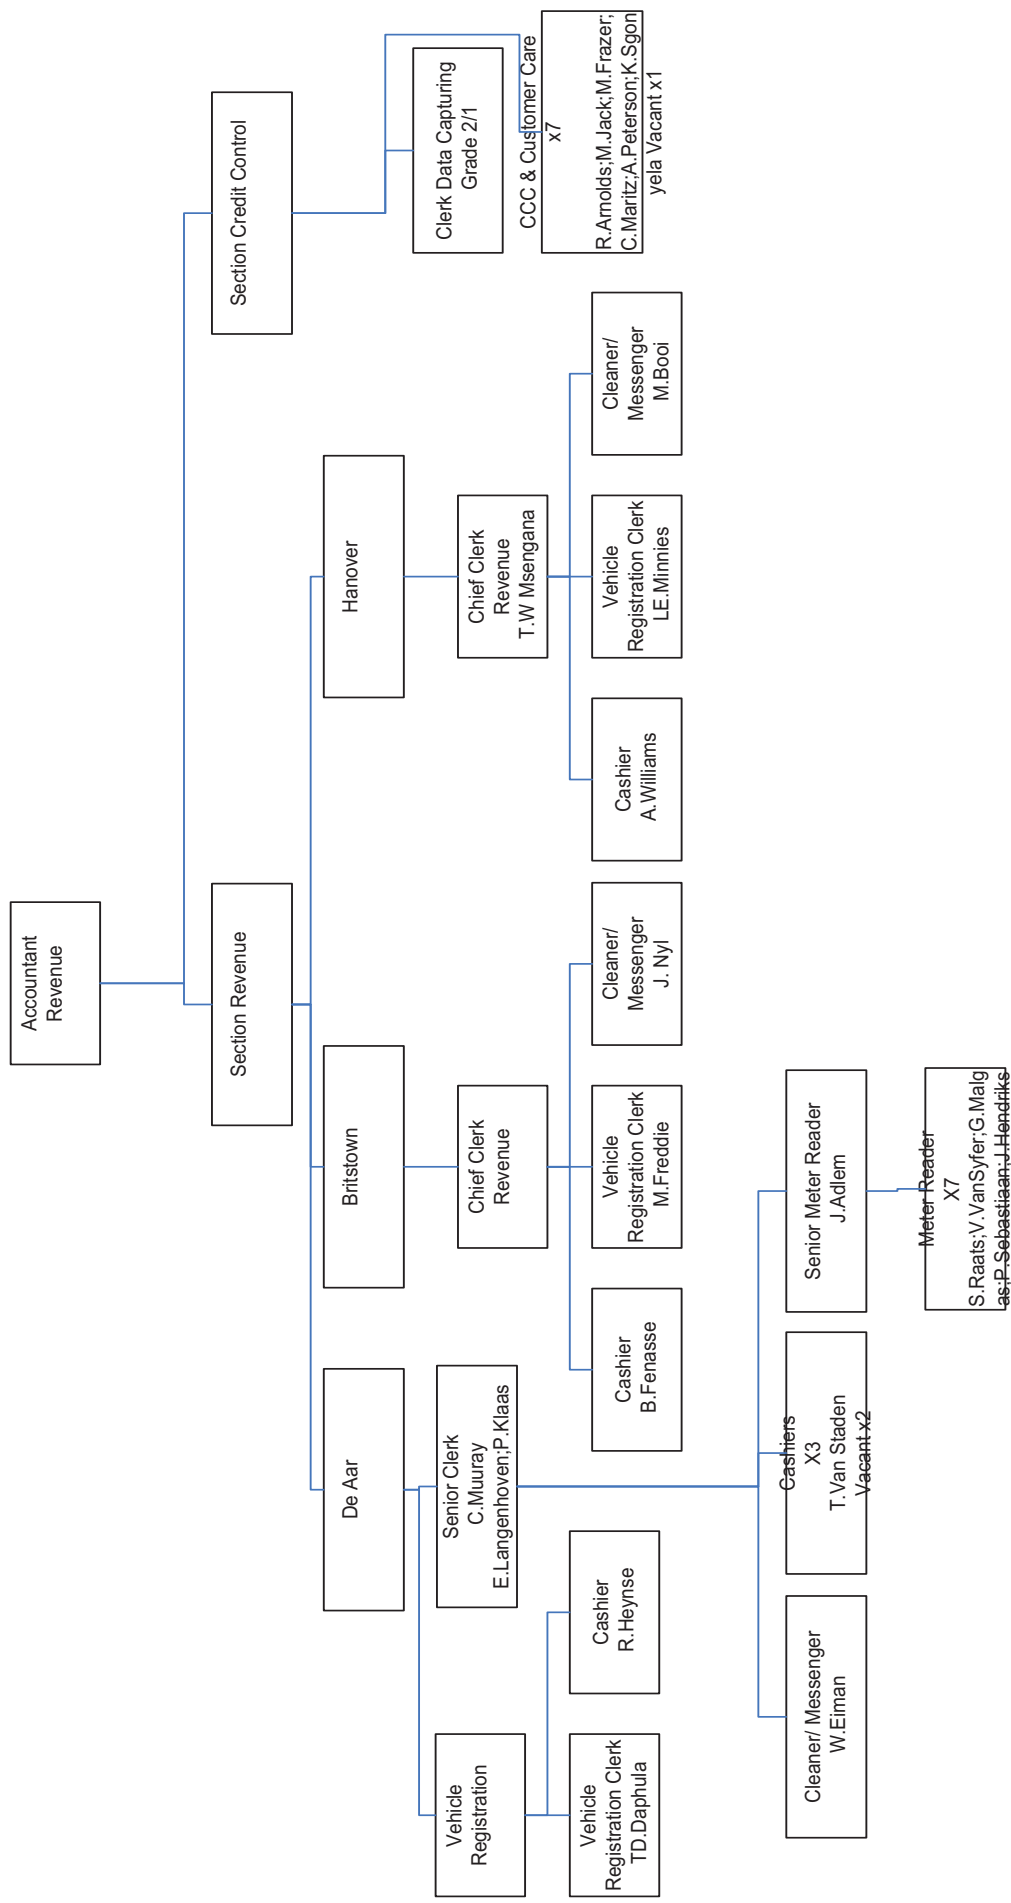 Accountant
Revenue
Section Revenue
Section Credit Control
De Aar
Britstown
Hanover
Clerk Data Capturing
Grade 2/1
CCC & Customer Care
x7
R.Arnolds;M.Jack;M.Frazer;
C.Maritz;A.Peterson;K.Sgon
yela Vacant x1
Vehicle
Registration
Senior Clerk
C.Muuray
E.Langenhoven;P.Klaas
Chief Clerk
Revenue
Chief Clerk
Revenue
T.W Msengana
Vehicle
Registration Clerk
TD.Daphula
Cashier
R.Heynse
Cashier
B.Fenasse
Vehicle
Registration Clerk
M.Freddie
Cleaner/
Messenger
J. Nyl
Cashier
A.Williams
Vehicle
Registration Clerk
LE.Minnies
Cleaner/
Messenger
M.Booi
Cleaner/ Messenger
W.Eiman
Cashiers
X3
T.Van Staden
Vacant x2
Senior Meter Reader
J.Adlem
Meter Reader
X7
S.Raats;V.VanSyfer;G.Malg
as;P.Sebastiaan;J.Hendriks